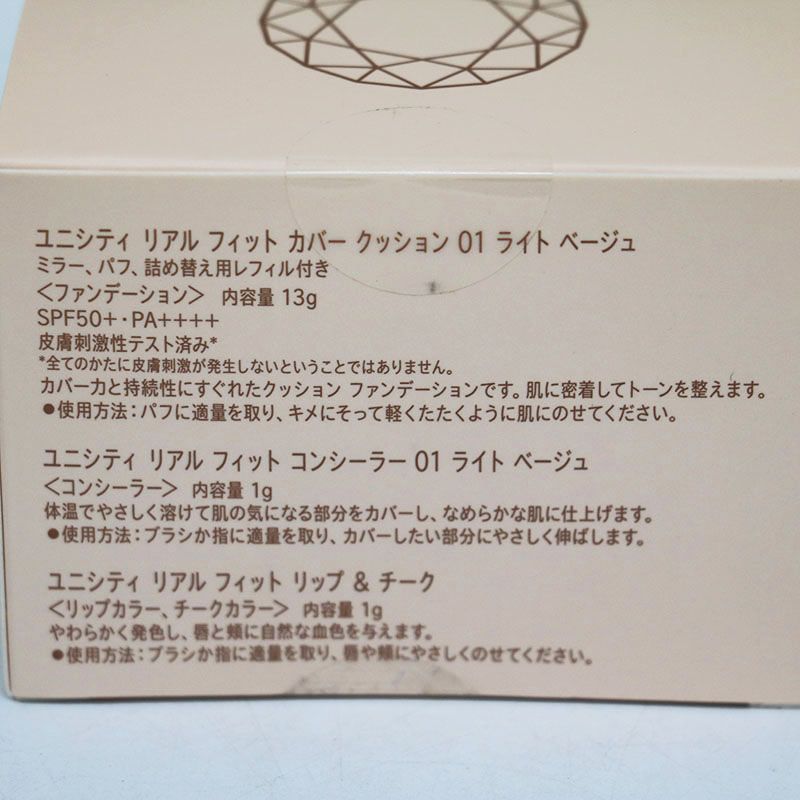 ユニシティ リアル フィット カバー クッション 01 ライト ベージュ
ミラー、パフ、詰め替え用レフィル付き
＜ファンデーション＞ 内容量 13g
SPF50+・PA++++
皮膚刺激性テスト済み*
*全てのかたに皮膚刺激が発生しないということではありません。
カバー力と持続性にすぐれたクッション ファンデーションです。肌に密着してトーンを整えます。
●使用方法：パフに適量を取り、キメにそって軽くたたくように肌にのせてください。
ユニシティ リアル フィット コンシーラー 01 ライト ベージュ
＜コンシーラー＞ 内容量 1g
体温でやさしく溶けて肌の気になる部分をカバーし、なめらかな肌に仕上げます。
●使用方法：ブラシか指に適量を取り、カバーしたい部分にやさしく伸ばします。
ユニシティ リアル フィット リップ & チーク
＜リップカラー、チークカラー＞ 内容量 1g
やわらかく発色し、唇と頬に自然な血色を与えます。
●使用方法：ブラシか指に適量を取り、唇や頬にやさしくのせてください。